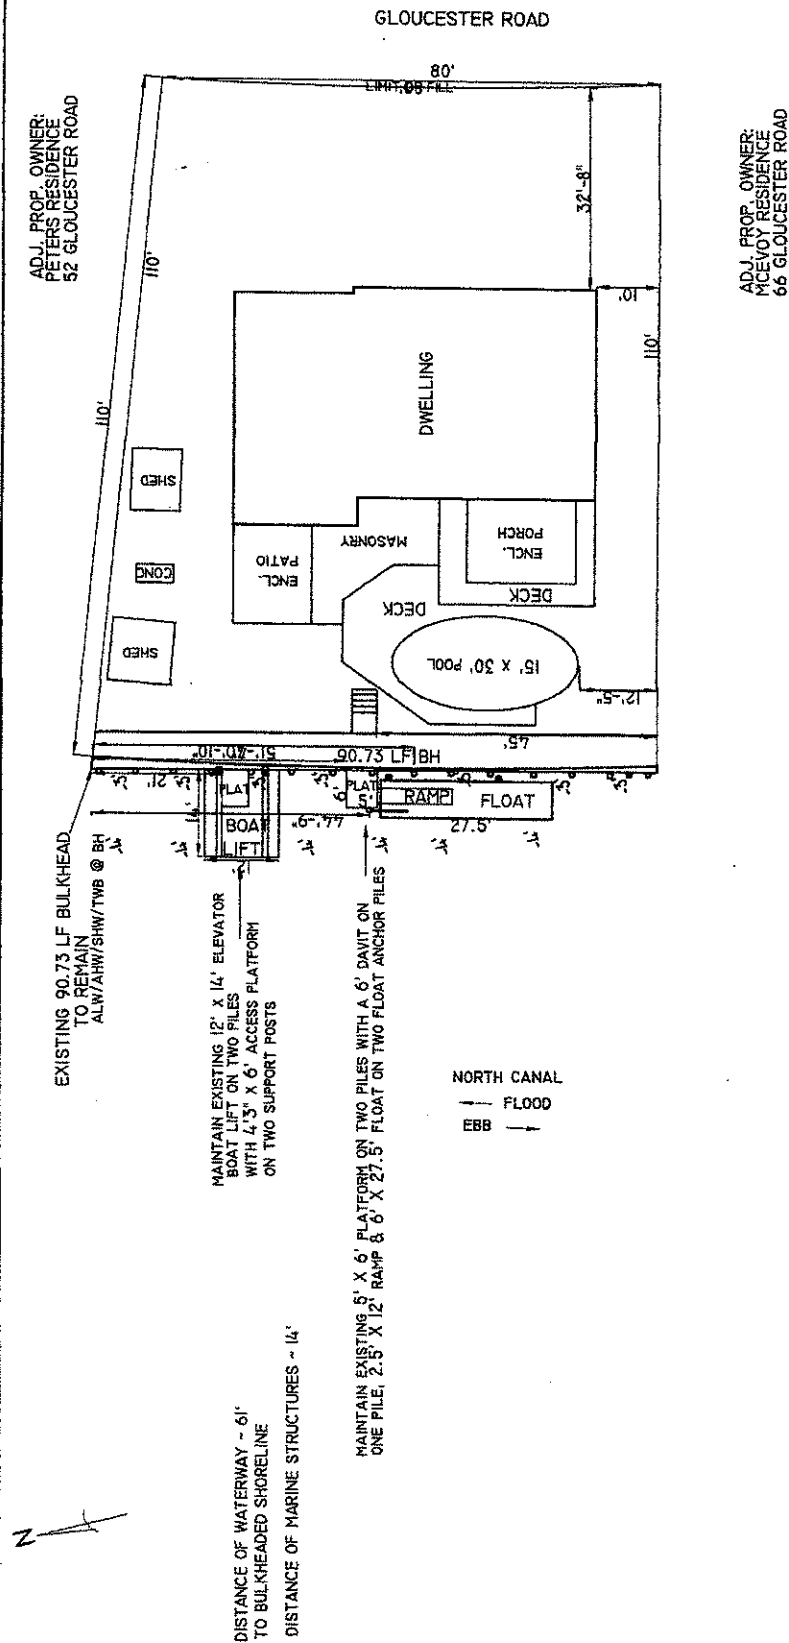 GLOUCESTER ROAD
80'
LIMIT OF FILL
ADJ. PROP. OWNER:
PETERS RESIDENCE
52 GLOUCESTER ROAD
ADJ. PROP. OWNER:
MCEVOY RESIDENCE
66 GLOUCESTER ROAD
110'
110'
32'-8"
10'
110'
DWELLING
SHED
CONC
SHED
ENCL.
PATIO
MASONRY
ENCL.
PORCH
DECK
DECK
15' X 30' POOL
12'-5"
45'
90.73 LF BH
21'
PLAT
BOAT
LIFT
44'-9"
PLAT
5'
6'
RAMP
FLOAT
27.5'
EXISTING 90.73 LF BULKHEAD
TO REMAIN
ALW/AHW/SHW/TWB @ BH
MAINTAIN EXISTING 12' X 14' ELEVATOR
BOAT LIFT ON TWO PILES
WITH 4'3" X 6' ACCESS PLATFORM
ON TWO SUPPORT POSTS
MAINTAIN EXISTING 5' X 6' PLATFORM ON TWO PILES WITH A 6' DAVIT ON
ONE PILE, 2.5' X 12' RAMP & 6' X 27.5' FLOAT ON TWO FLOAT ANCHOR PILES
NORTH CANAL
FLOOD
EBB
DISTANCE OF WATERWAY ~ 61'
TO BULKHEADED SHORELINE
DISTANCE OF MARINE STRUCTURES ~ 14'
N